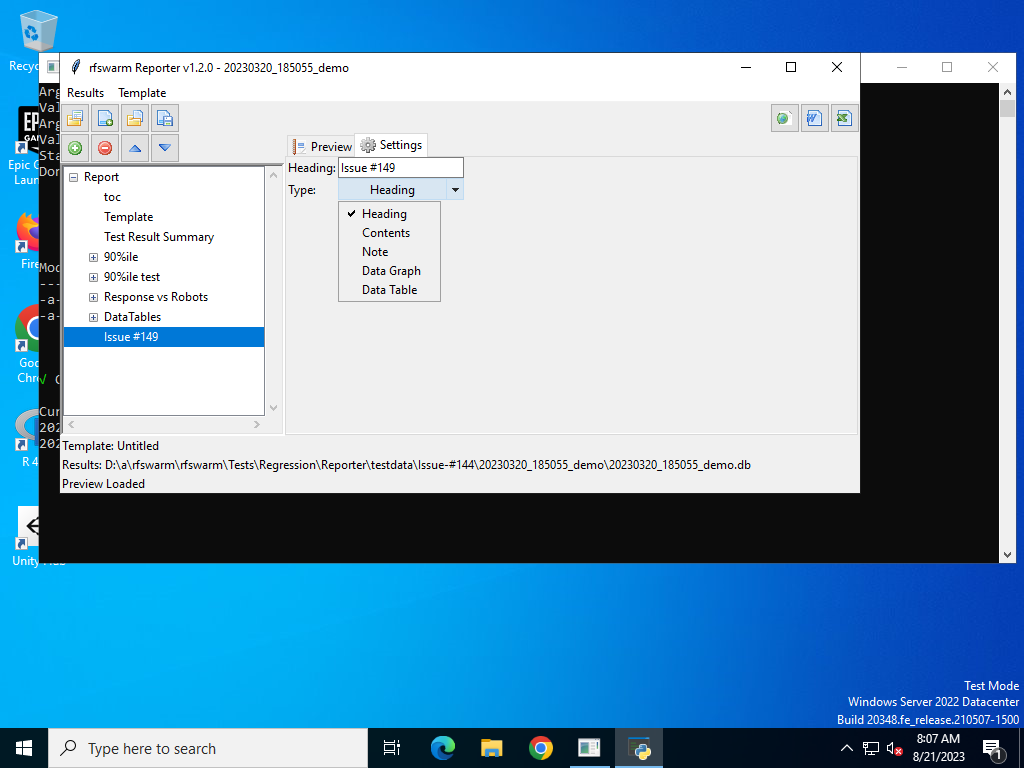 Recyc
rfswarm Reporter v1.2.0 - 20230320_185055_demo
Results Template
Arg
Val
Arg
Val
Sta
Don
EPIC
GA
Epic G
Laun
Preview
Settings
Heading: Issue #149
Type: Heading
Heading
Contents
Note
Data Graph
Data Table
Report
toc
Template
Test Result Summary
90%ile
90%ile test
Response vs Robots
DataTables
Issue #149
Fire
Mod
---
-a-
-a-
Goo
Chr
√ C
Cur
202
202
R 4
Template: Untitled
Results: D:\a\rfswarm\rfswarm\Tests\Regression\Reporter\testdata\Issue-#144\20230320_185055_demo\20230320_185055_demo.db
Preview Loaded
Unity Hub
Test Mode
Windows Server 2022 Datacenter
Build 20348.fe_release.210507-1500
Type here to search
8:07 AM
8/21/2023
1